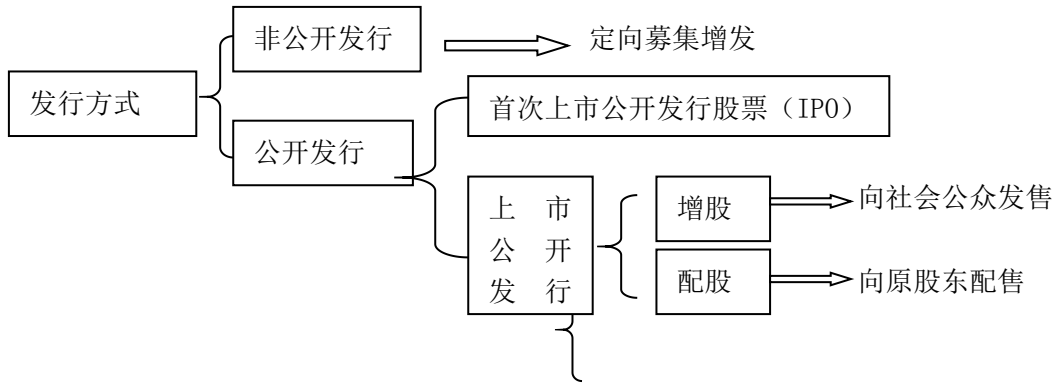 非公开发行
定向募集增发
发行方式
首次上市公开发行股票（IPO）
公开发行
上市
公开
发行
增股
向社会公众发售
配股
向原股东配售